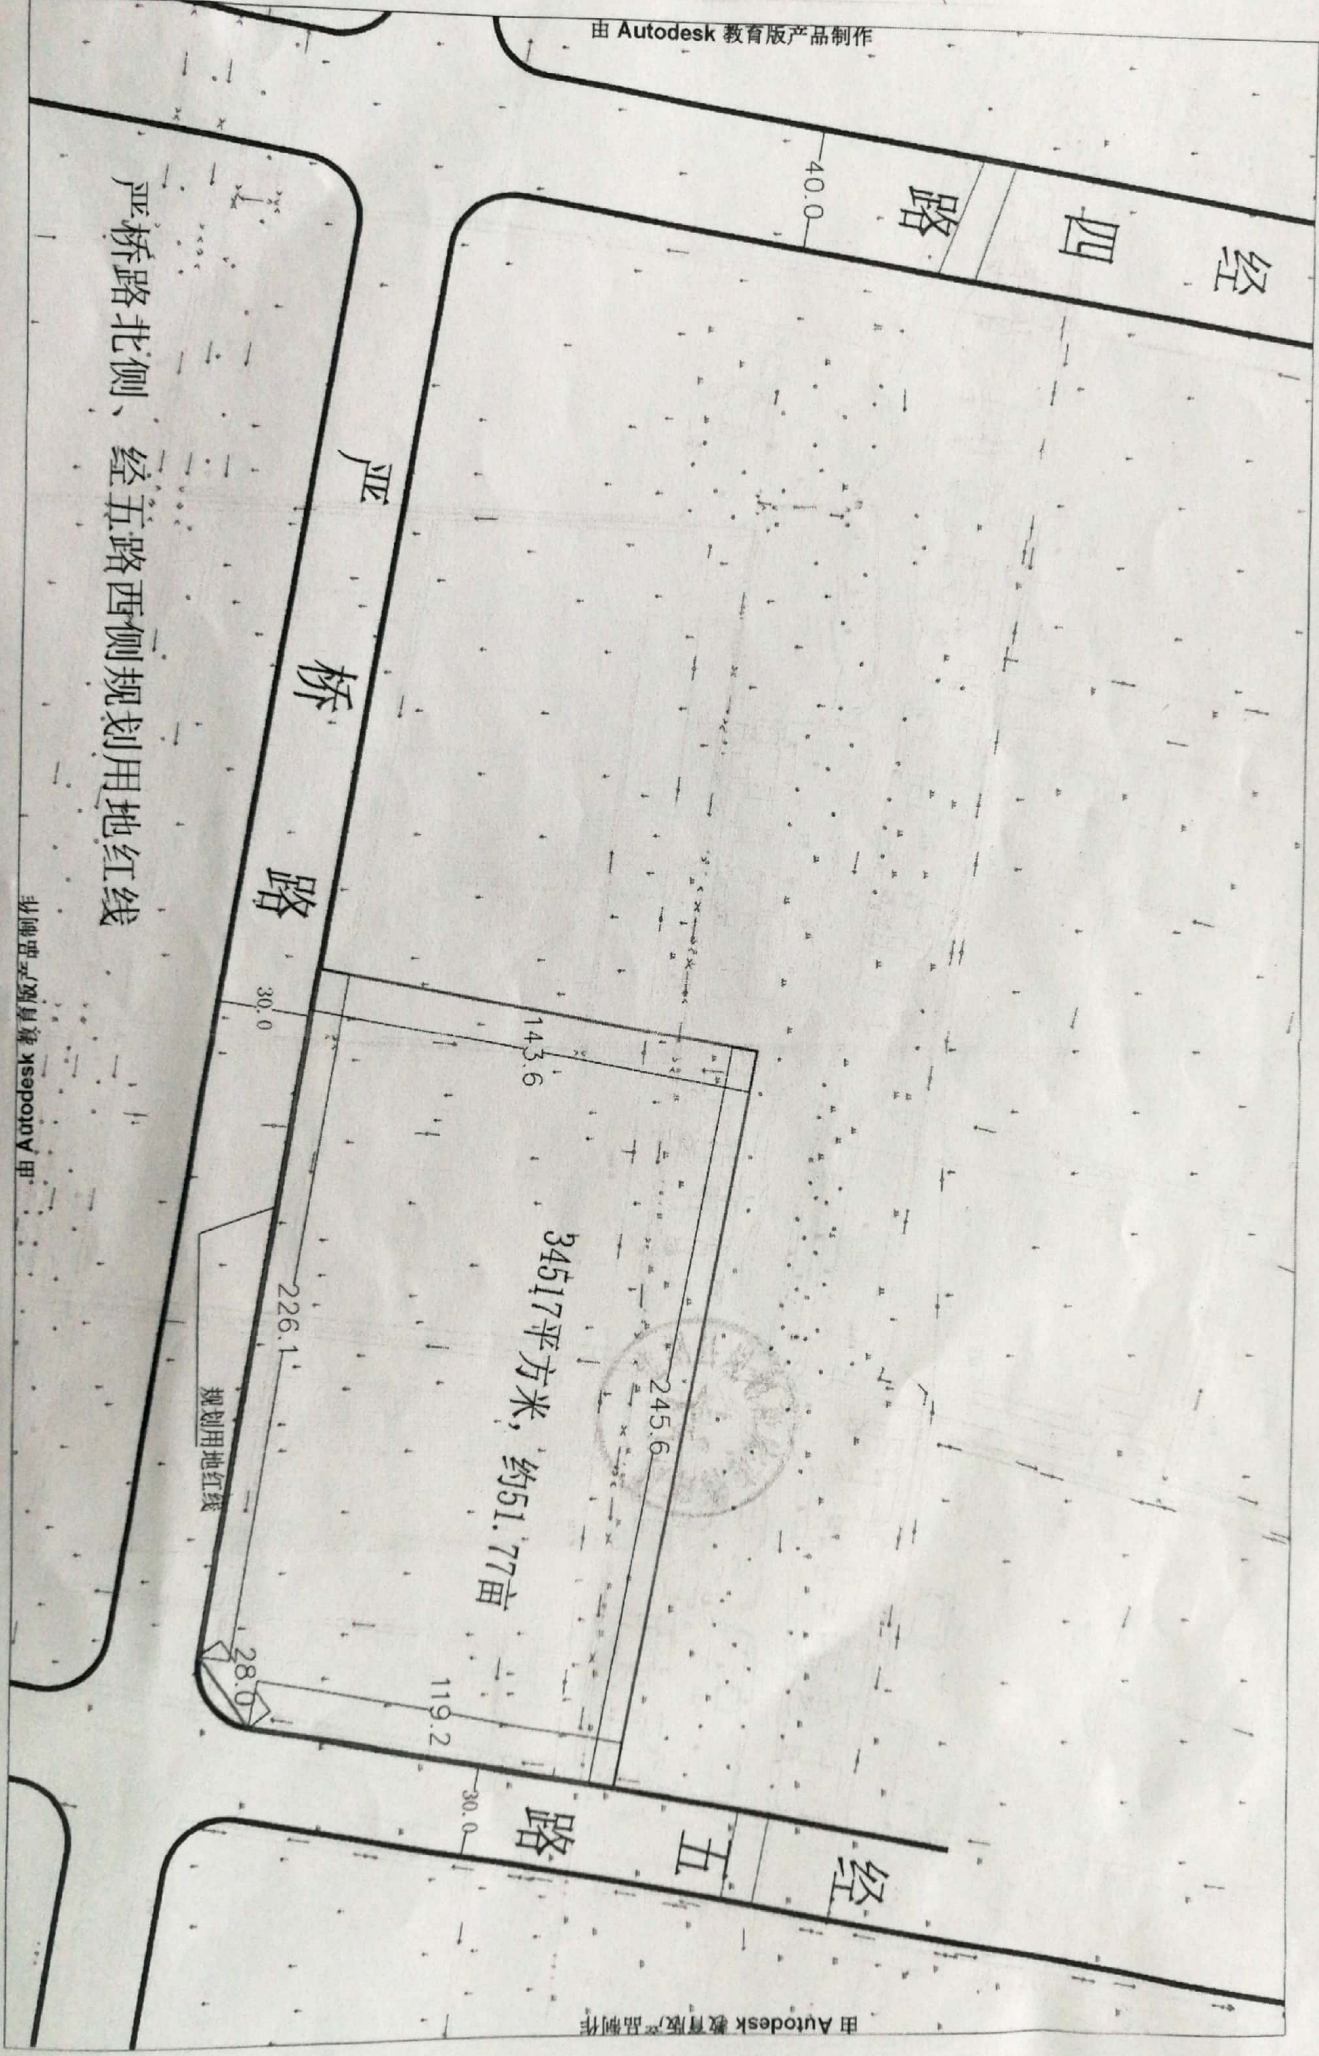 由 Autodesk 教育版产品制作
经四路
40.0
严桥路
30.0
143.6
245.6
34517平方米，约51.77亩
226.1
规划用地红线
28.0
119.2
30.0
经五路
严桥路北侧、经五路西侧规划用地红线
由 Autodesk 教育版产品制作
由 Autodesk 教育版产品制作